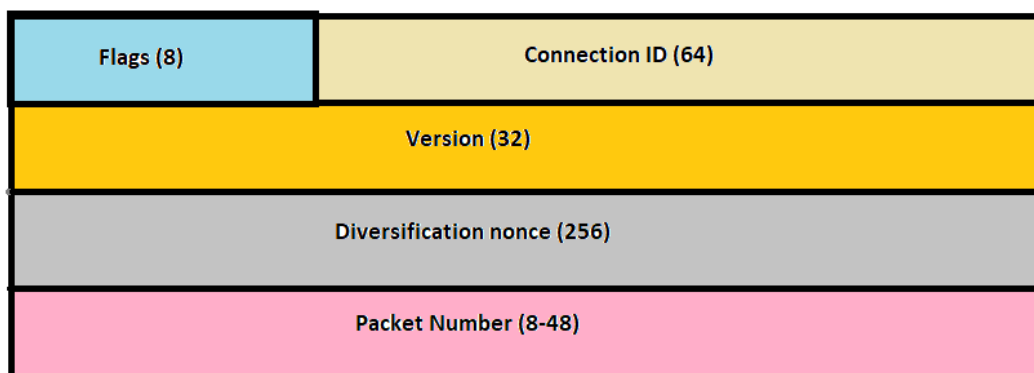 Flags (8)
Connection ID (64)
Version (32)
Diversification nonce (256)
Packet Number (8-48)